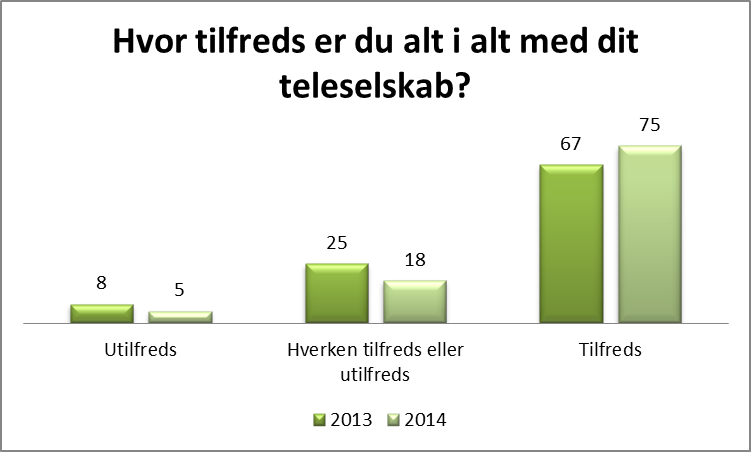 Hvor tilfreds er du alt i alt med dit
teleselskab?
8
5
25
18
67
75
Utilfreds
Hverken tilfreds eller
utilfreds
Tilfreds
2013
2014